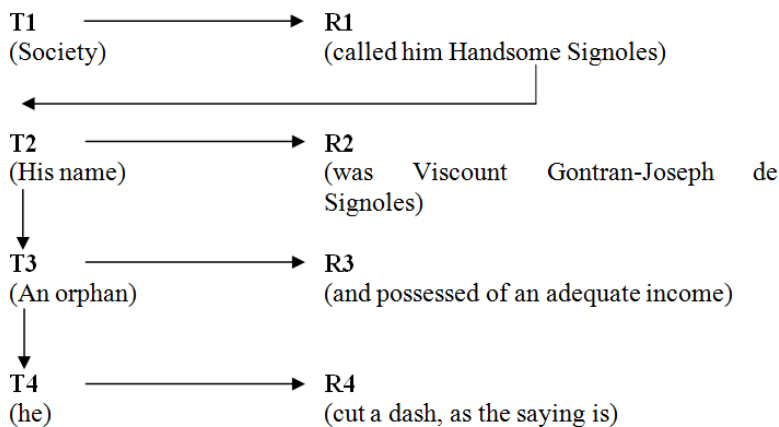 T1 R1
(Society) (called him Handsome Signoles)
T2 R2
(His name) (was Viscount Gontran-Joseph de
Signoles)
T3 R3
(An orphan) (and possessed of an adequate income)
T4 R4
(he) (cut a dash, as the saying is)